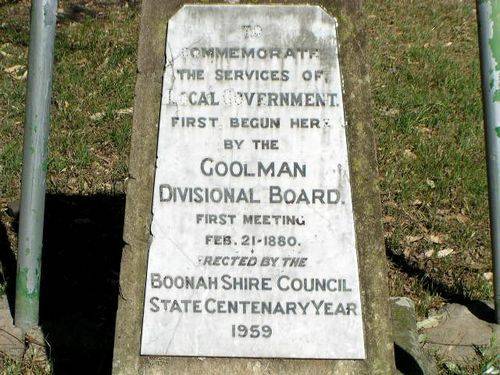 TO
COMMEMORATE
THE SERVICES OF
LOCAL GOVERNMENT.
FIRST BEGUN HERE
BY THE
GOOLMAN
DIVISIONAL BOARD.
FIRST MEETING
FEB. 21-1880.
ERECTED BY THE
BOONAH SHIRE COUNCIL
STATE CENTENARY YEAR
1959